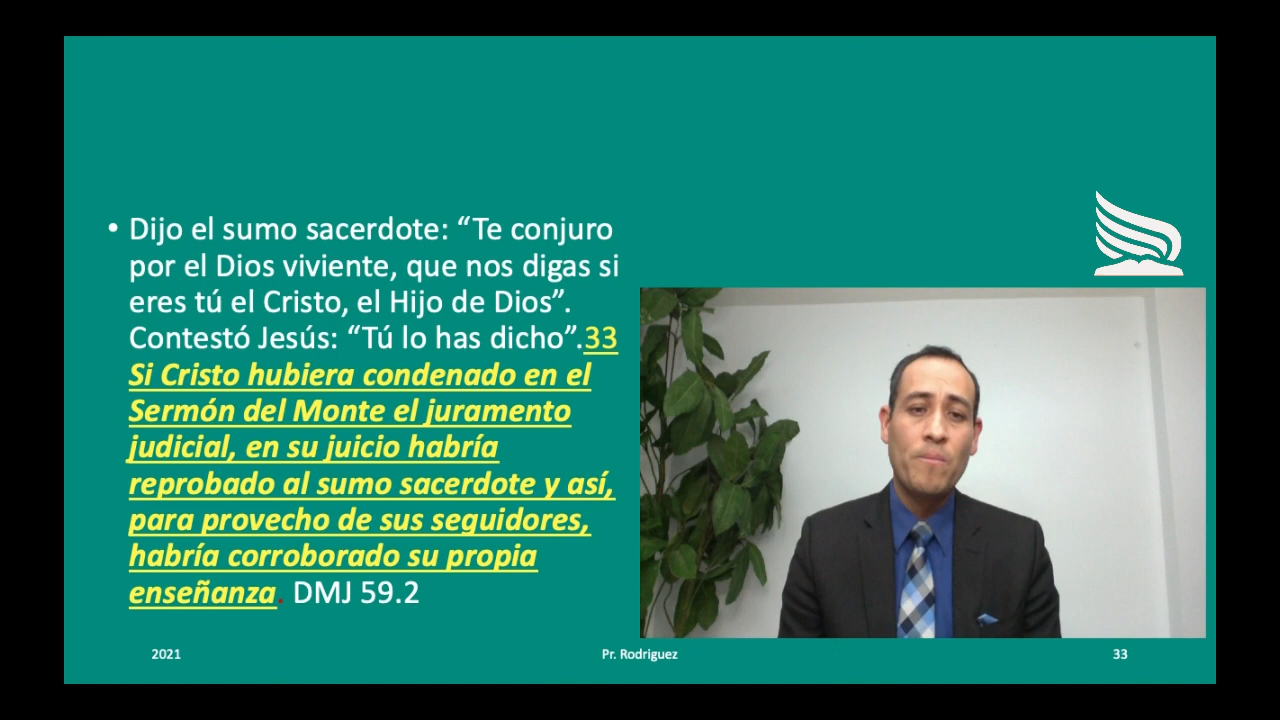 • Dijo el sumo sacerdote: “Te conjuro
por el Dios viviente, que nos digas si
eres tú el Cristo, el Hijo de Dios”.
Contestó Jesús: “Tú lo has dicho”.33
Si Cristo hubiera condenado en el
Sermón del Monte el juramento
judicial, en su juicio habría
reprobado al sumo sacerdote y así,
para provecho de sus seguidores,
habría corroborado su propia
enseñanza. DMJ 59.2
2021
Pr. Rodriguez
33